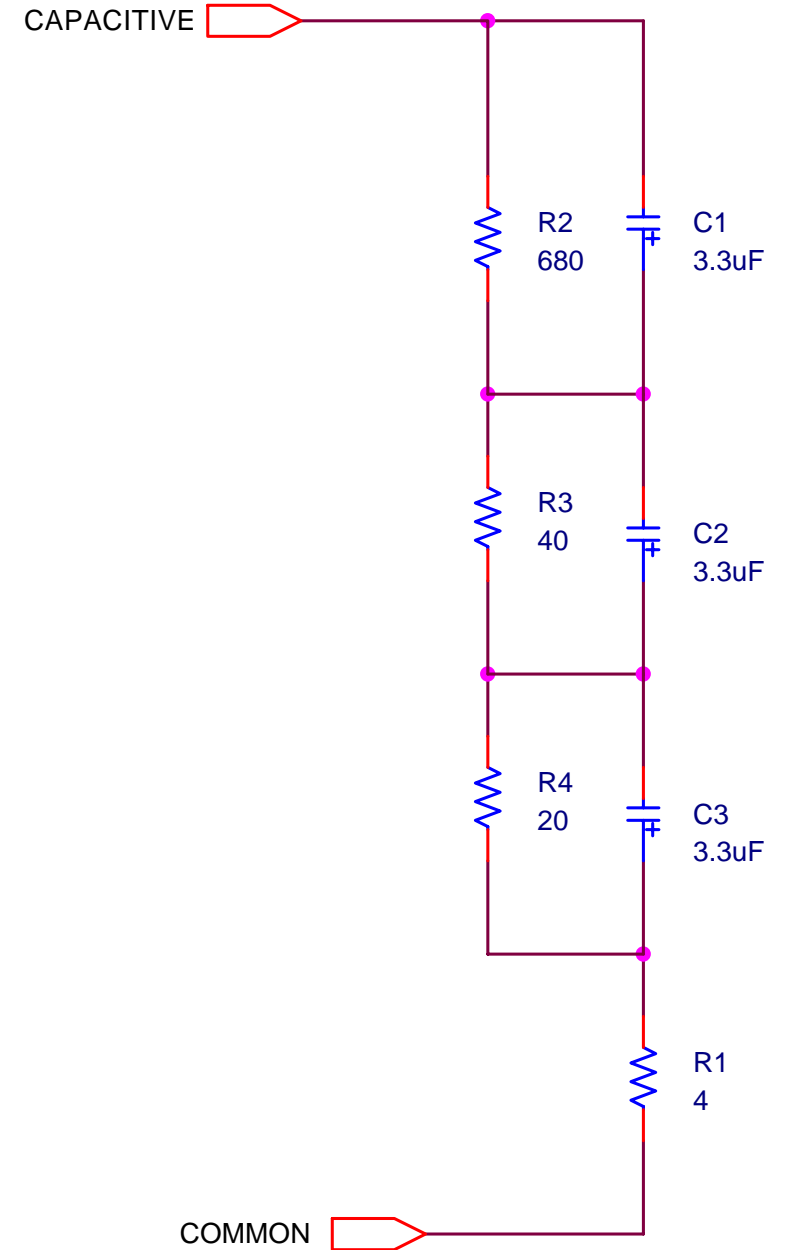 CAPACITIVE
R2
680
C1
3.3uF
R3
40
C2
3.3uF
R4
20
C3
3.3uF
R1
4
COMMON